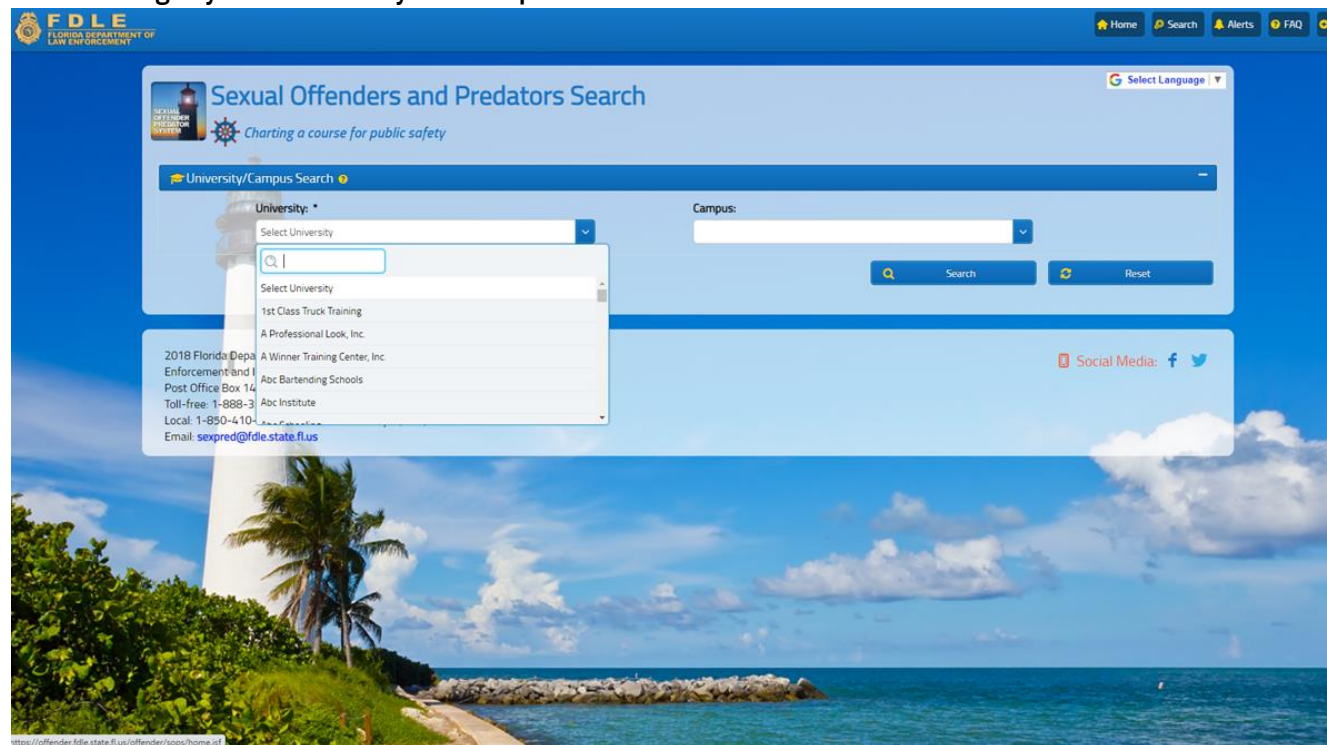 FDLE
FLORIDA DEPARTMENT OF
LAW ENFORCEMENT
Home
Search
Alerts
FAQ
Select Language
SEXUAL
OFFENDER
PREDATOR
SYSTEM
Sexual Offenders and Predators Search
Charting a course for public safety
University/Campus Search
University: *
Campus:
Select University
Search
Reset
Select University
1st Class Truck Training
A Professional Look, Inc.
A Winner Training Center, Inc.
Abc Bartending Schools
Abc Institute
2018 Florida Depa
Enforcement and
Post Office Box 14
Toll-free: 1-888-3
Local: 1-850-410-
Email: sexpred@fdle.state.fl.us
Social Media:
https://offender.fdle.state.fl.us/offender/sops/home.jsf